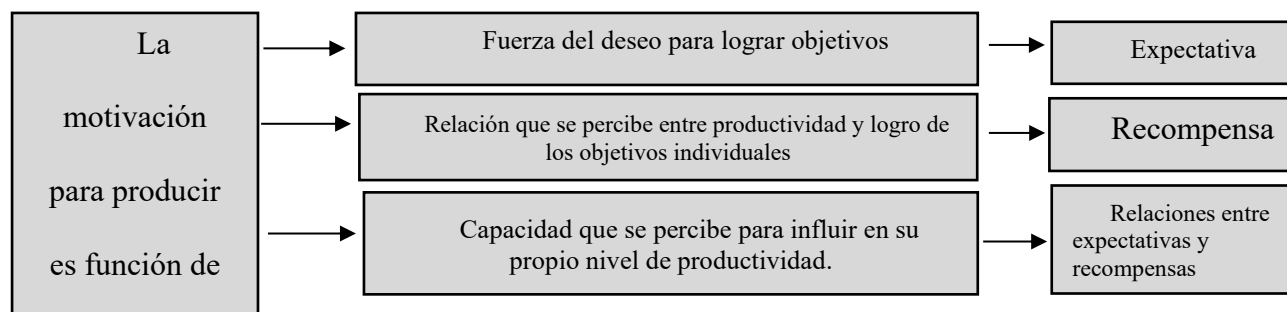 La
motivación
para producir
es función de
Fuerza del deseo para lograr objetivos
Expectativa
Relación que se percibe entre productividad y logro de
los objetivos individuales
Recompensa
Capacidad que se percibe para influir en su
propio nivel de productividad.
Relaciones entre
expectativas y
recompensas